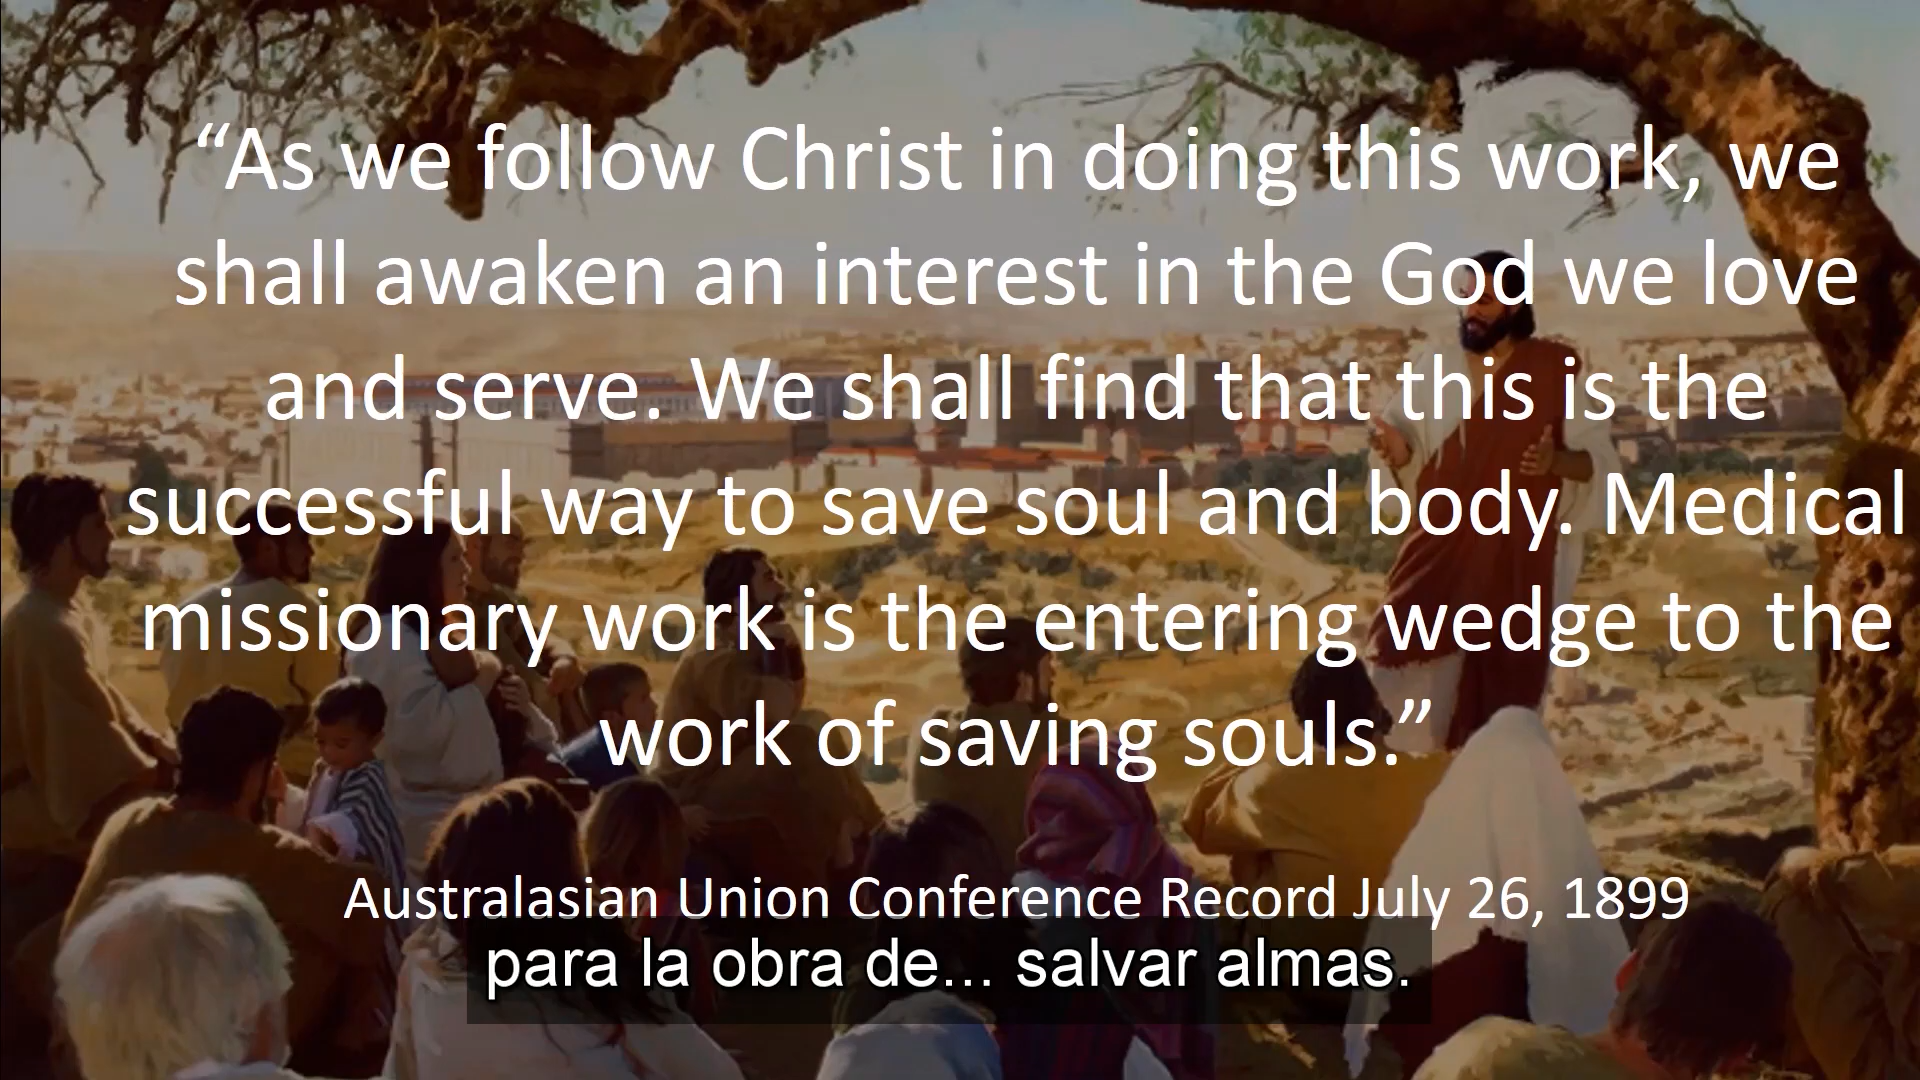 “As we follow Christ in doing this work, we
shall awaken an interest in the God we love
and serve. We shall find that this is the
successful way to save soul and body. Medical
missionary work is the entering wedge to the
work of saving souls.”
Australasian Union Conference Record July 26, 1899
para la obra de... salvar almas.